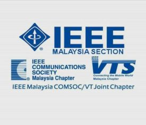 IEEE
MALAYSIA SECTION
IEEE
COMMUNICATIONS
SOCIETY
Malaysia Chapter
VTS
IEEE Malaysia COMSOC/VT Joint Chapter